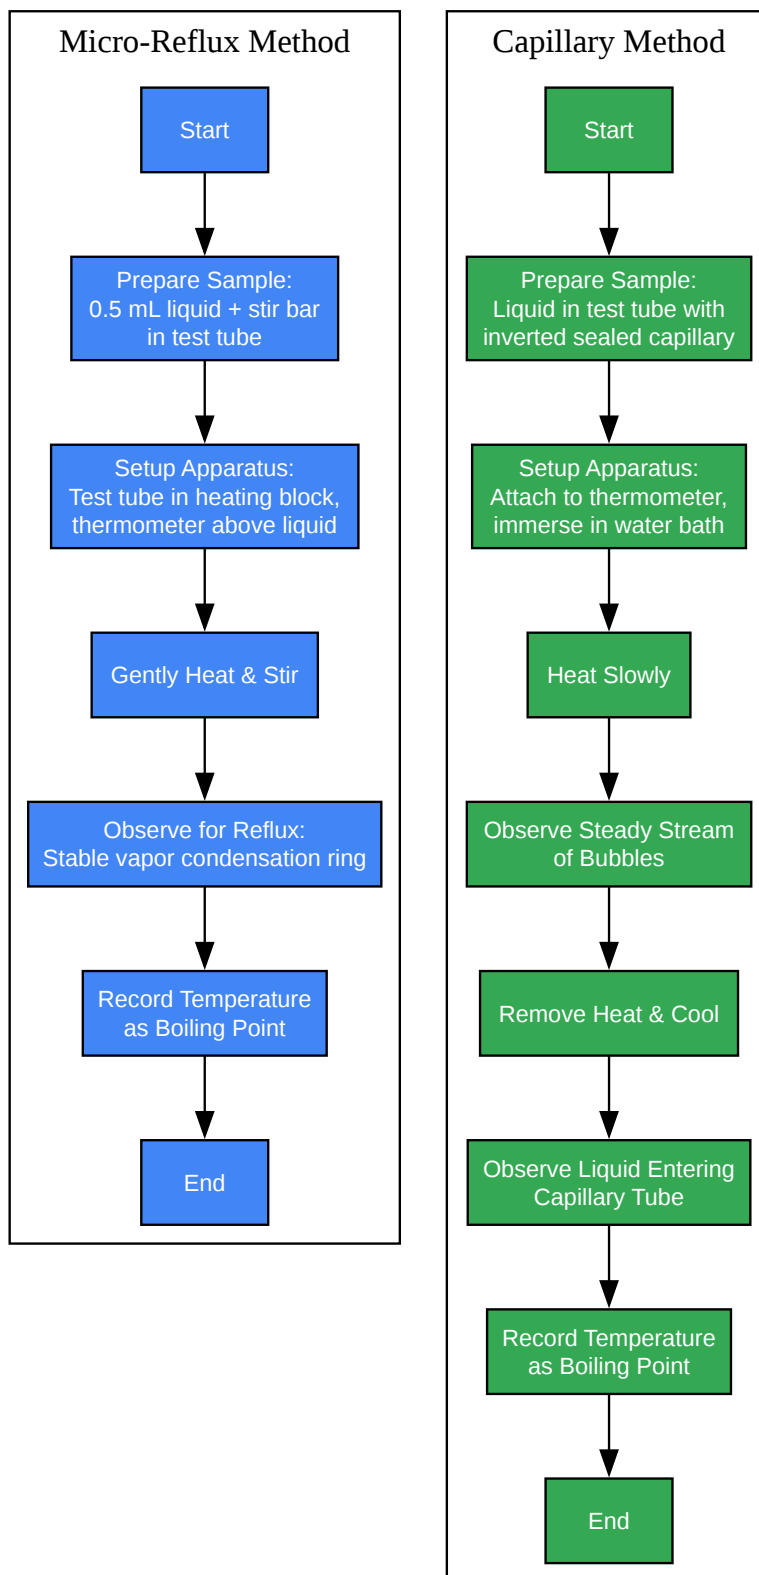 Micro-Reflux Method
Start
Prepare Sample:
0.5 mL liquid + stir bar
in test tube
Setup Apparatus:
Test tube in heating block,
thermometer above liquid
Gently Heat & Stir
Observe for Reflux:
Stable vapor condensation ring
Record Temperature
as Boiling Point
End
Capillary Method
Start
Prepare Sample:
Liquid in test tube with
inverted sealed capillary
Setup Apparatus:
Attach to thermometer,
immerse in water bath
Heat Slowly
Observe Steady Stream
of Bubbles
Remove Heat & Cool
Observe Liquid Entering
Capillary Tube
Record Temperature
as Boiling Point
End